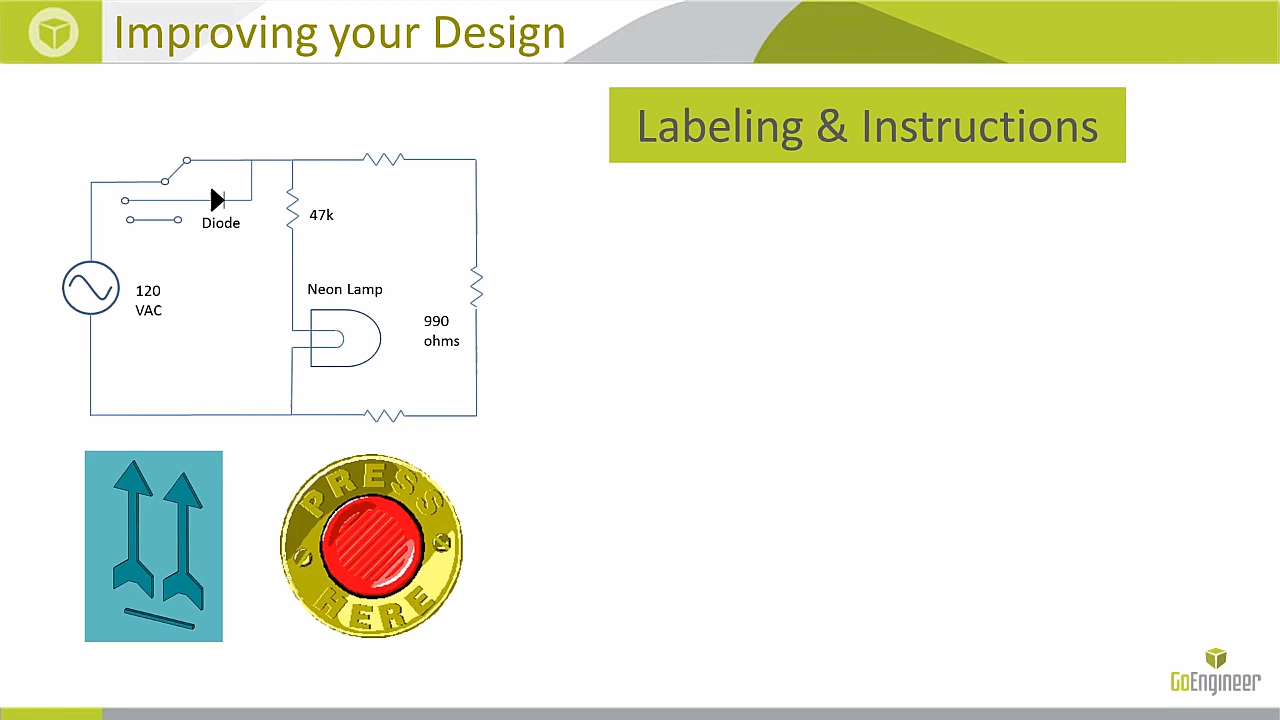 Improving your Design
Labeling & Instructions
Diode
47k
120
VAC
Neon Lamp
990
ohms
PRESS
HERE
GoEngineer